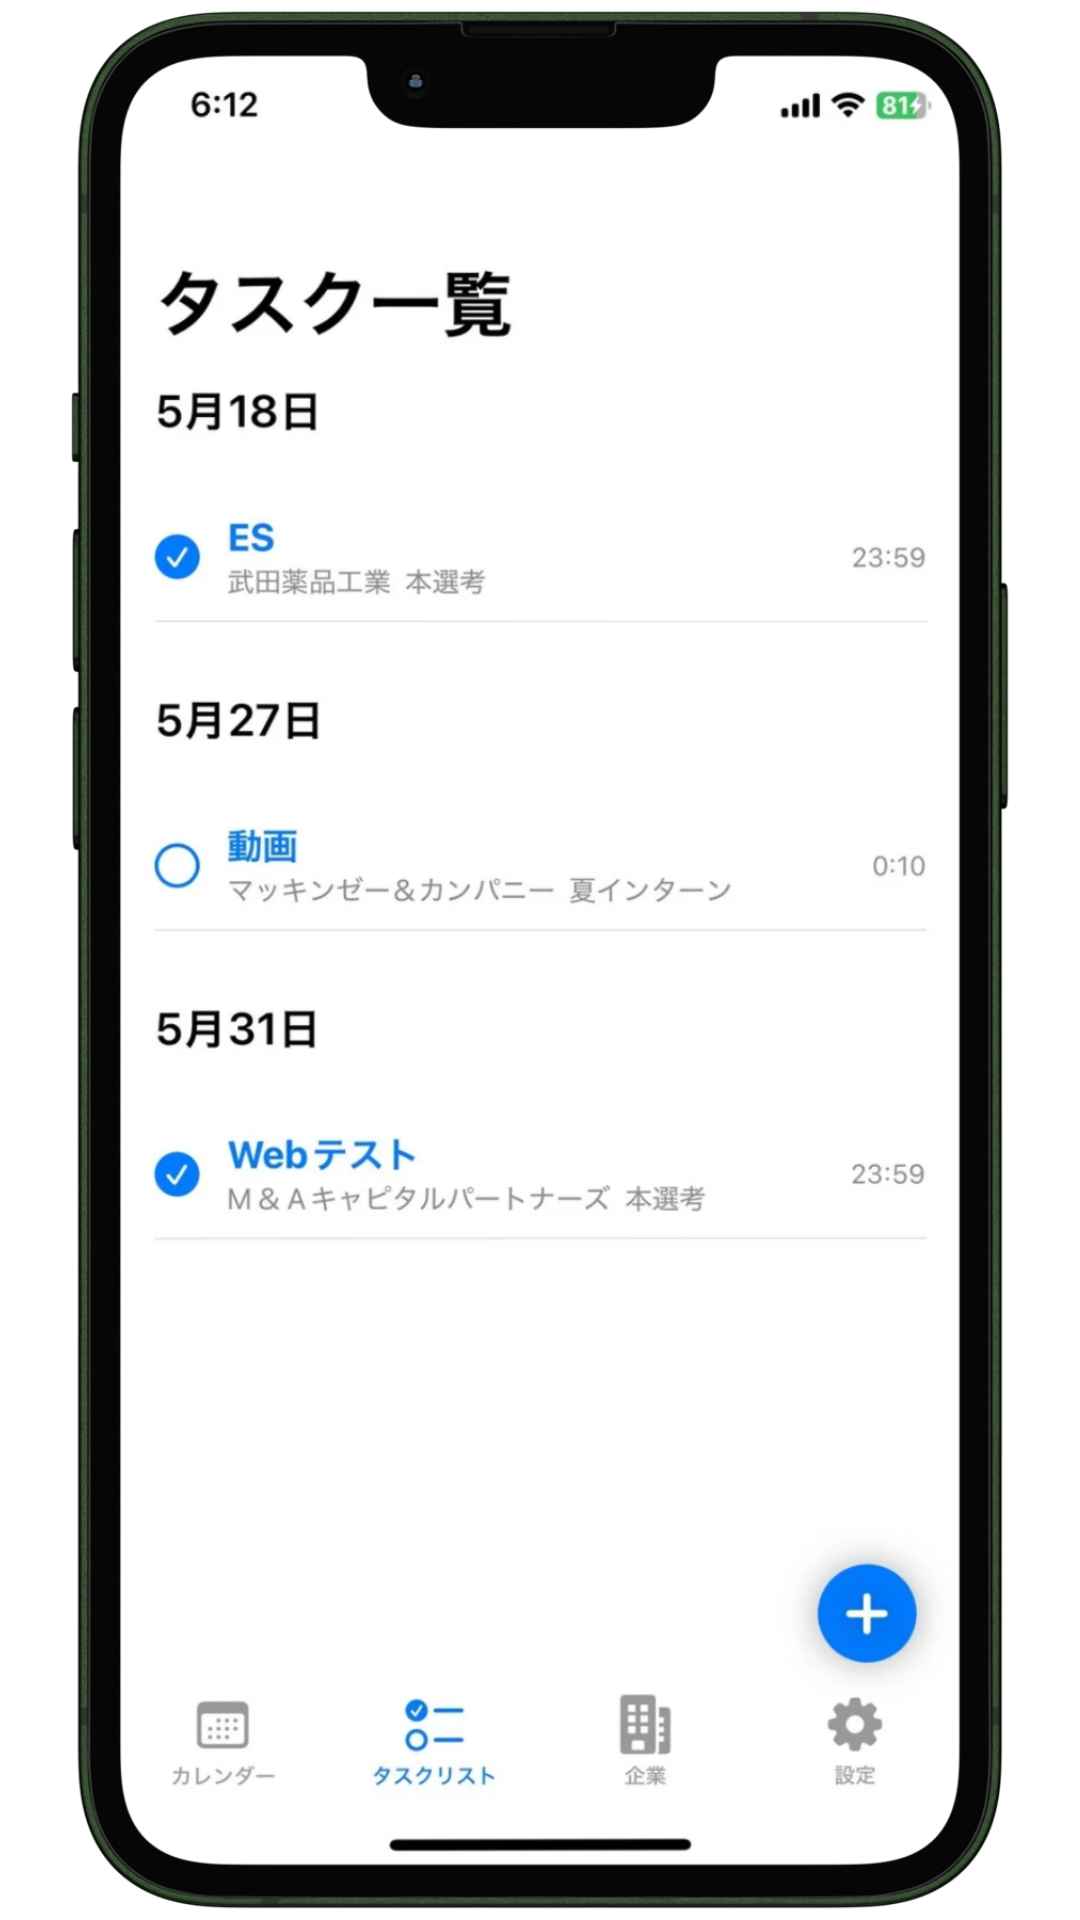 6:12
81
タスク一覧
5月18日
ES
武田薬品工業 本選考
23:59
5月27日
動画
マッキンゼー＆カンパニー 夏インターン
0:10
5月31日
Webテスト
M＆Aキャピタルパートナーズ 本選考
23:59
カレンダー
タスクリスト
企業
設定